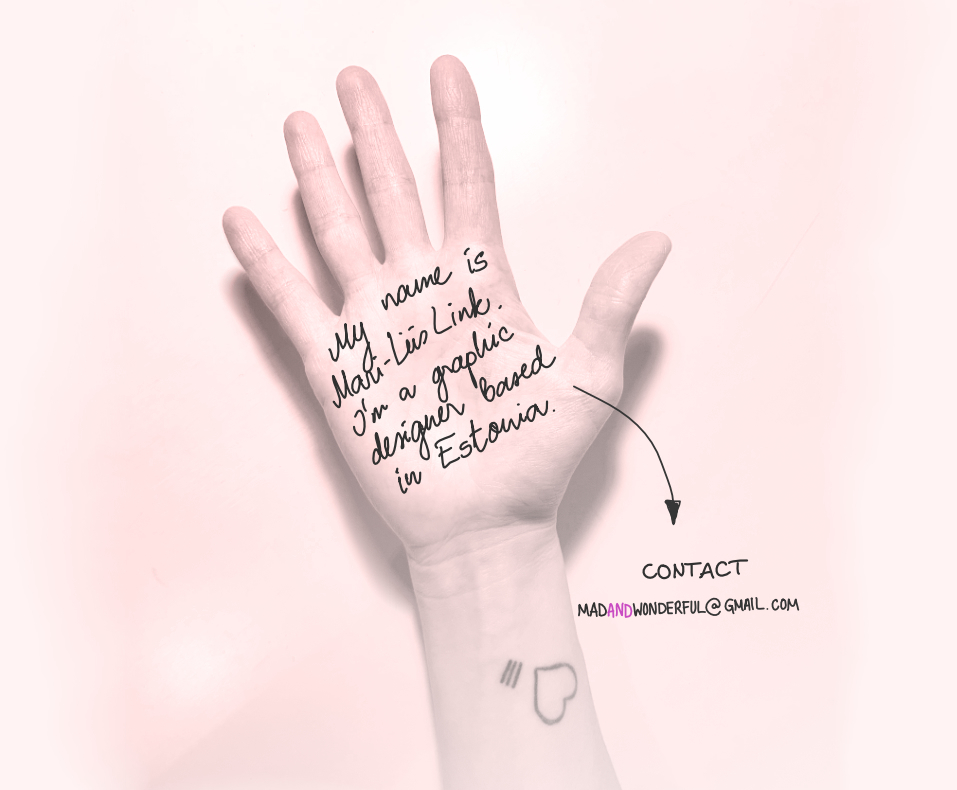 My name is
Mari-Liis Link.
I'm a graphic
designer based
in Estonia.
CONTACT
MADANDWONDERFUL@GMAIL.COM